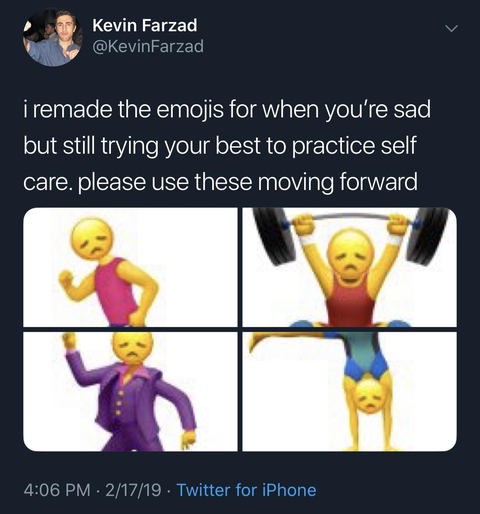 Kevin Farzad
@KevinFarzad
i remade the emojis for when you’re sad
but still trying your best to practice self
care. please use these moving forward
4:06 PM · 2/17/19 · Twitter for iPhone